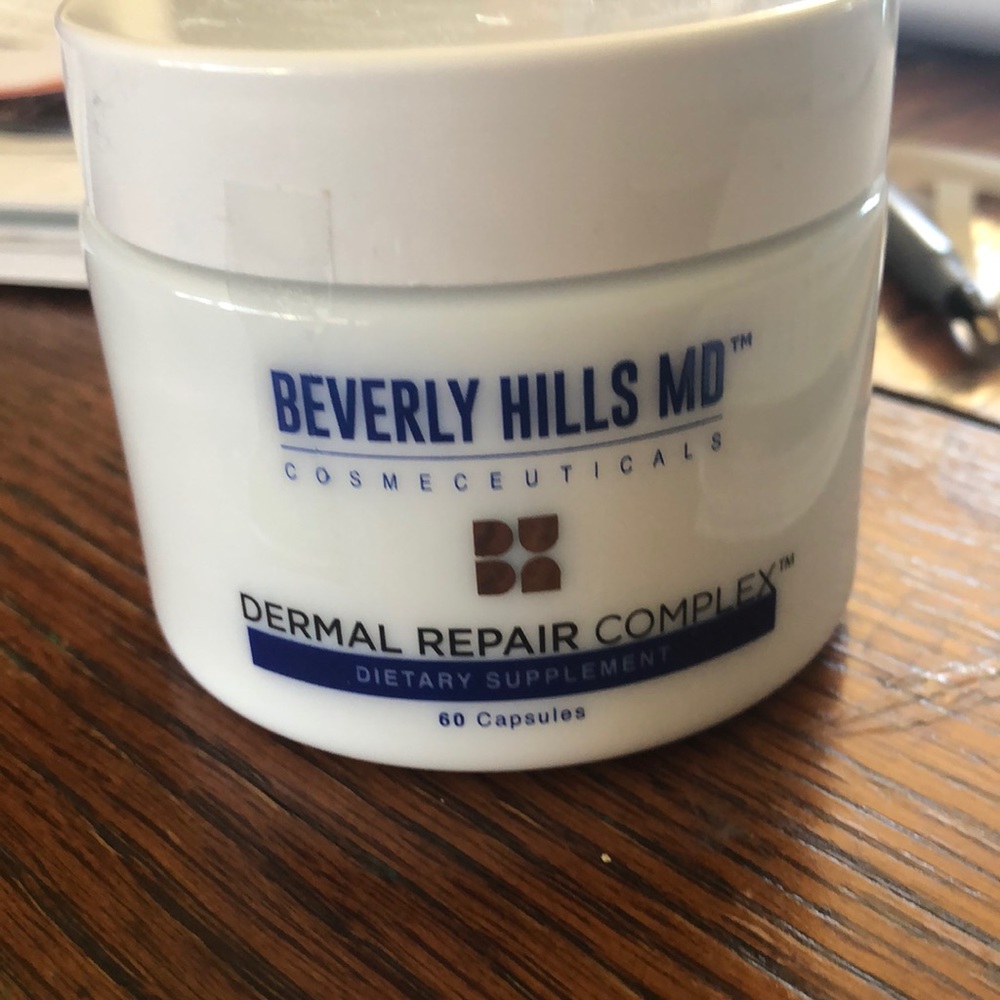 BEVERLY HILLS MD™
COSMECEUTICALS
DERMAL REPAIR COMPLEX™
DIETARY SUPPLEMENT
60 Capsules